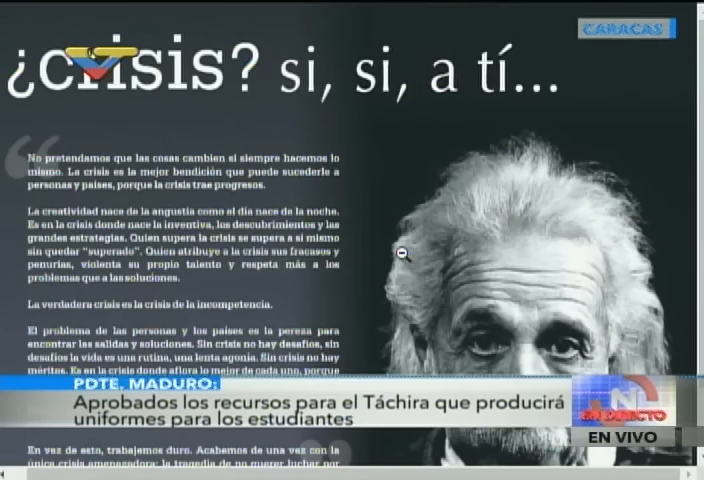 CARACAS
¿crisis? si, si, a tí...
No pretendamos que las cosas cambien si siempre hacemos lo
mismo. La crisis es la mejor bendición que puede sucederle a
personas y países, porque la crisis trae progresos.
La creatividad nace de la angustia como el día nace de la noche.
Es en la crisis donde nace la inventiva, los descubrimientos y las
grandes estrategias. Quien supera la crisis se supera a sí mismo
sin quedar "superado". Quien atribuye a la crisis sus fracasos y
penurias, violenta su propio talento y respeta más a los
problemas que a las soluciones.
La verdadera crisis es la crisis de la incompetencia.
El problema de las personas y los países es la pereza para
encontrar las salidas y soluciones. Sin crisis no hay desafíos, sin
desafíos la vida es una rutina, una lenta agonía. Sin crisis no hay
méritos. Es en la crisis donde aflora lo mejor de cada uno, porque
PDTE. MADURO:
Aprobados los recursos para el Táchira que producirá
uniformes para los estudiantes
EN DIRECTO
EN VIVO
En vez de esto, trabajemos duro. Acabemos de una vez con la
única crisis amenazadora: la tragedia de no querer luchar por